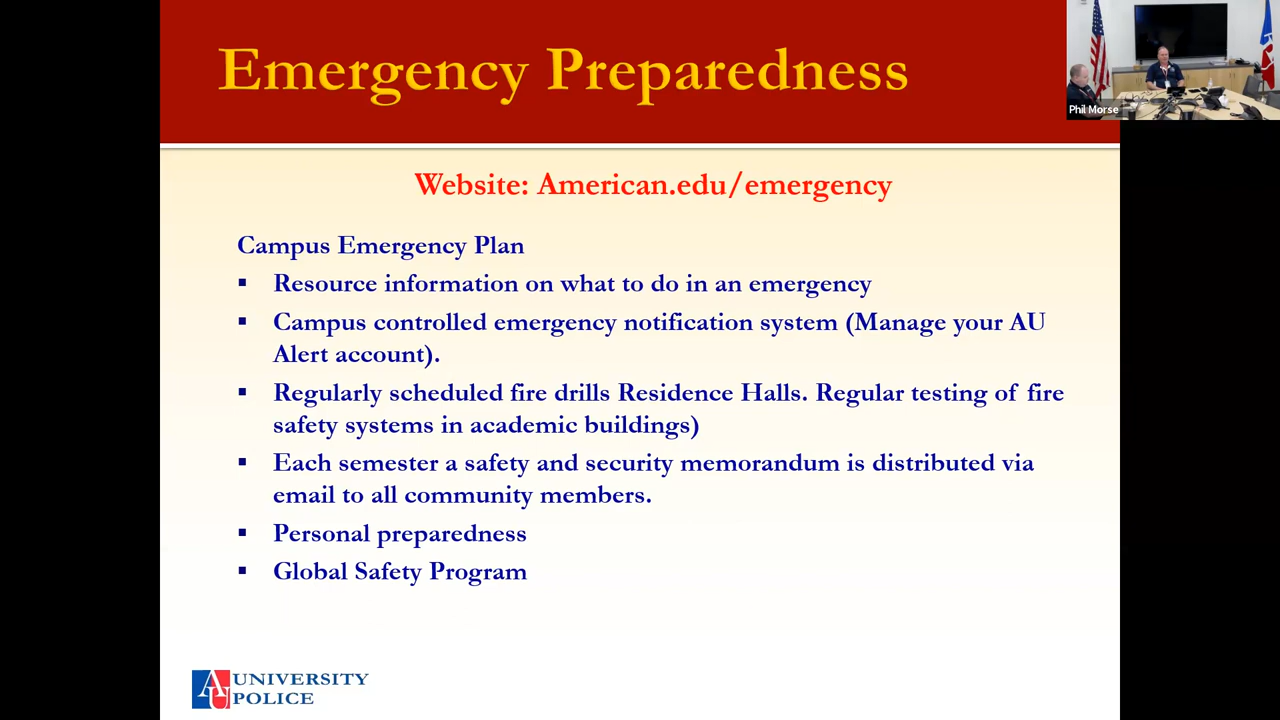 Emergency Preparedness
Phil Morse
Website: American.edu/emergency
Campus Emergency Plan
▪ Resource information on what to do in an emergency
▪ Campus controlled emergency notification system (Manage your AU
Alert account).
▪ Regularly scheduled fire drills Residence Halls. Regular testing of fire
safety systems in academic buildings)
▪ Each semester a safety and security memorandum is distributed via
email to all community members.
▪ Personal preparedness
▪ Global Safety Program
AU UNIVERSITY
POLICE